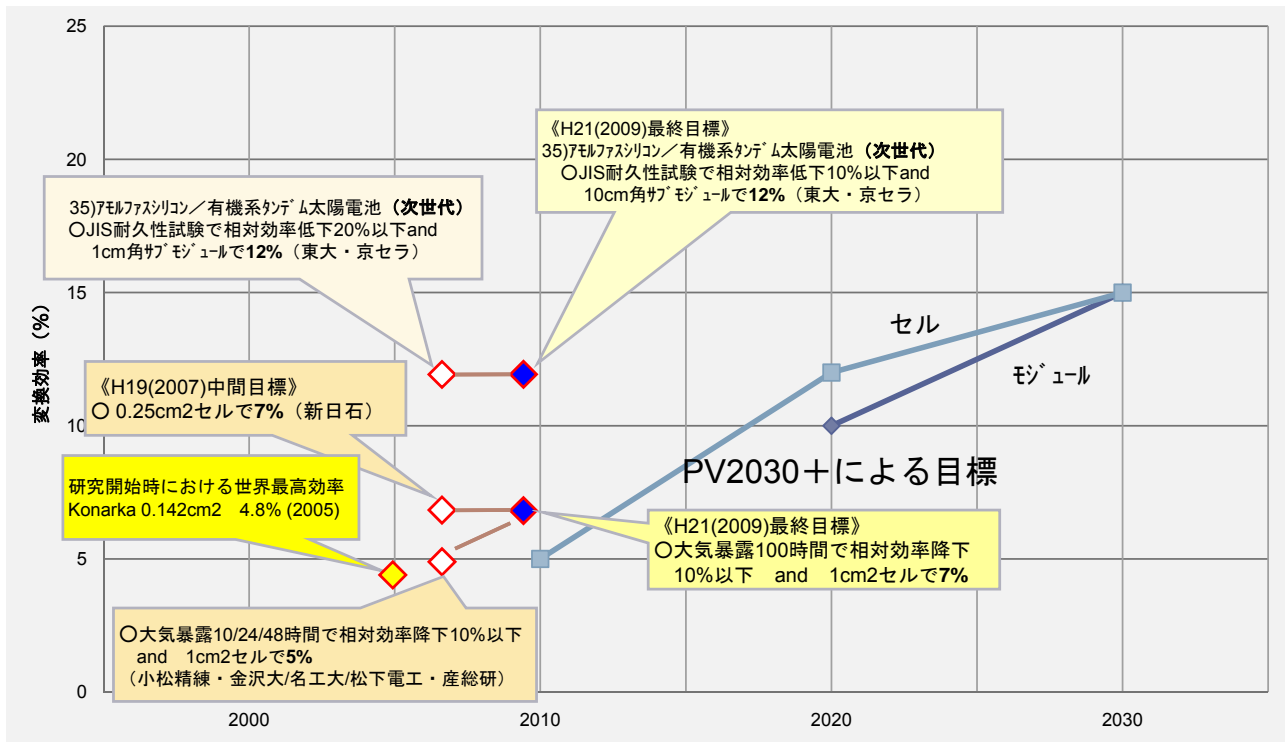 25
20
15
10
5
0
変換効率（%）
2000
2010
2020
2030
《H21(2009)最終目標》
35)ｱﾓﾙﾌｧｽｼﾘｺﾝ／有機系ﾀﾝﾃﾞﾑ太陽電池（次世代）
○JIS耐久性試験で相対効率低下10%以下and
10cm角ｻﾌﾞﾓｼﾞｭｰﾙで12%（東大・京セラ）
35)ｱﾓﾙﾌｧｽｼﾘｺﾝ／有機系ﾀﾝﾃﾞﾑ太陽電池（次世代）
○JIS耐久性試験で相対効率低下20%以下and
1cm角ｻﾌﾞﾓｼﾞｭｰﾙで12%（東大・京セラ）
セル
ﾓｼﾞｭｰﾙ
《H19(2007)中間目標》
○ 0.25cm2セルで7%（新日石）
PV2030＋による目標
研究開始時における世界最高効率
Konarka 0.142cm2 4.8% (2005)
《H21(2009)最終目標》
○大気暴露100時間で相対効率降下
10%以下 and 1cm2セルで7%
○大気暴露10/24/48時間で相対効率降下10%以下
and 1cm2セルで5%
（小松精練・金沢大/名工大/松下電工・産総研）